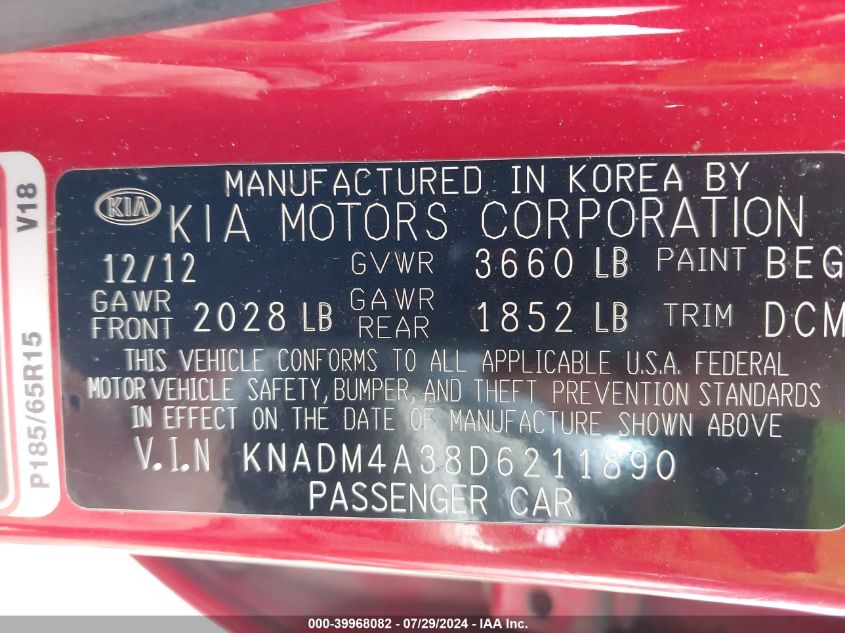 MANUFACTURED IN KOREA BY
KIA KIA MOTORS CORPORATION
12/12 GVWR 3660 LB PAINT BEG
GAWR FRONT 2028 LB GAWR REAR 1852 LB TRIM DCM
THIS VEHICLE CONFORMS TO ALL APPLICABLE U.S.A. FEDERAL
MOTOR VEHICLE SAFETY, BUMPER, AND THEFT PREVENTION STANDARDS
IN EFFECT ON THE DATE OF MANUFACTURE SHOWN ABOVE
V.I.N KNADM4A38D6211890
PASSENGER CAR
P185/65R15 V18
000-39968082 - 07/29/2024 - IAA Inc.